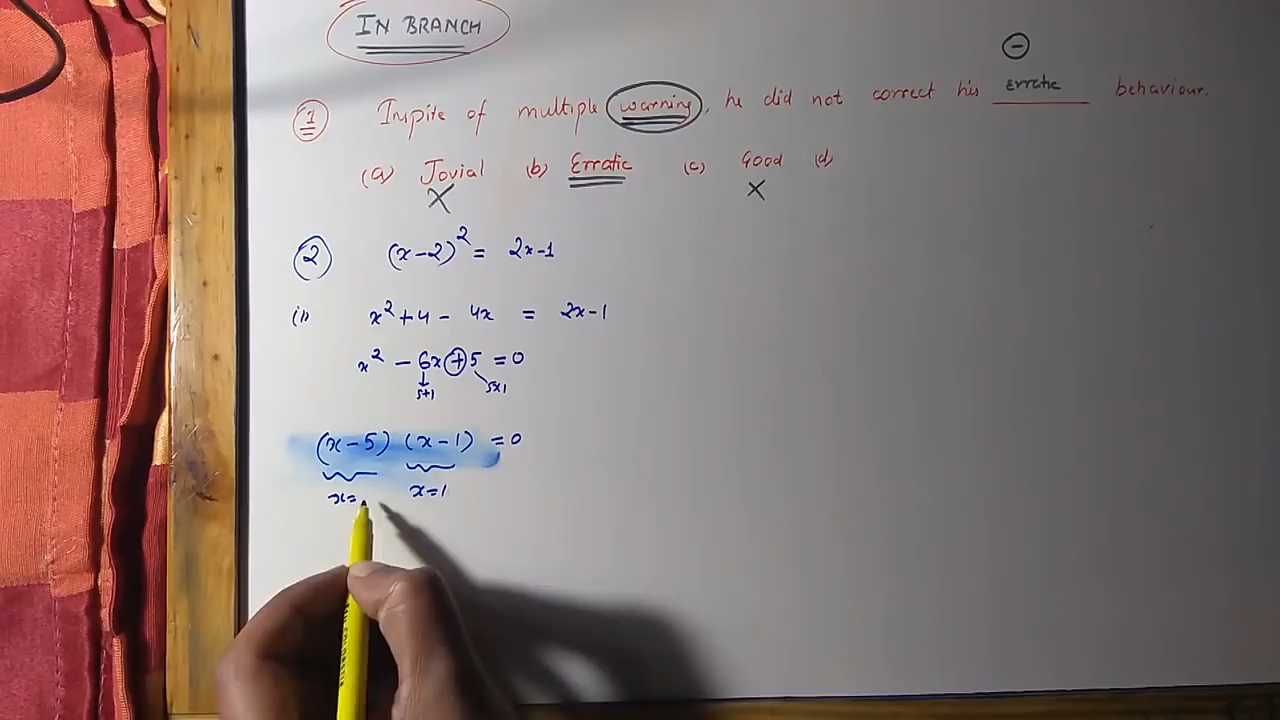 IN BRANCH
⊖
① Inspite of multiple warning, he did not correct his erratic behaviour.
(a) Jovial (b) Erratic (c) Good (d)
X X
② (x-2)² = 2x-1
(i) x²+4 - 4x = 2x-1
x² - 6x + 5 = 0
5+1 5x1
(x-5) (x-1) = 0
x= x=1